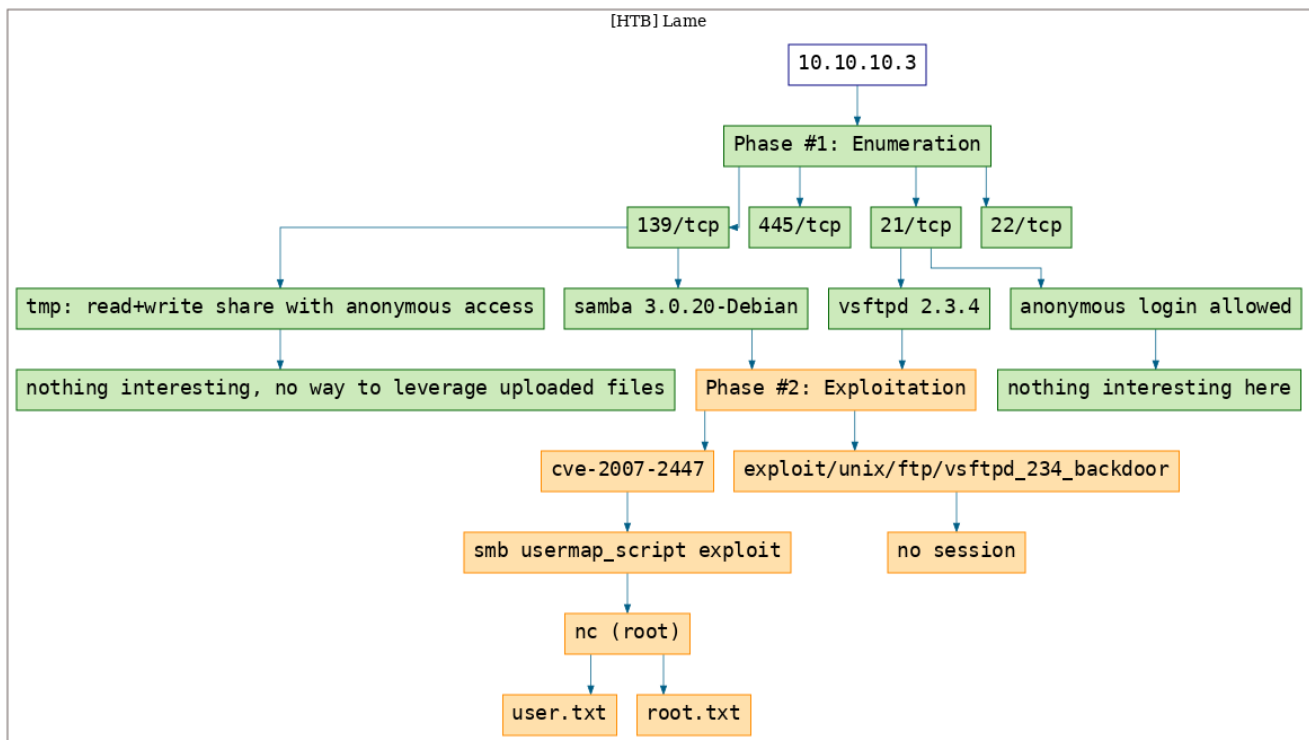 [HTB] Lame
10.10.10.3
Phase #1: Enumeration
139/tcp
445/tcp
21/tcp
22/tcp
tmp: read+write share with anonymous access
samba 3.0.20-Debian
vsftpd 2.3.4
anonymous login allowed
nothing interesting, no way to leverage uploaded files
Phase #2: Exploitation
nothing interesting here
cve-2007-2447
exploit/unix/ftp/vsftpd_234_backdoor
smb usermap_script exploit
no session
nc (root)
user.txt
root.txt